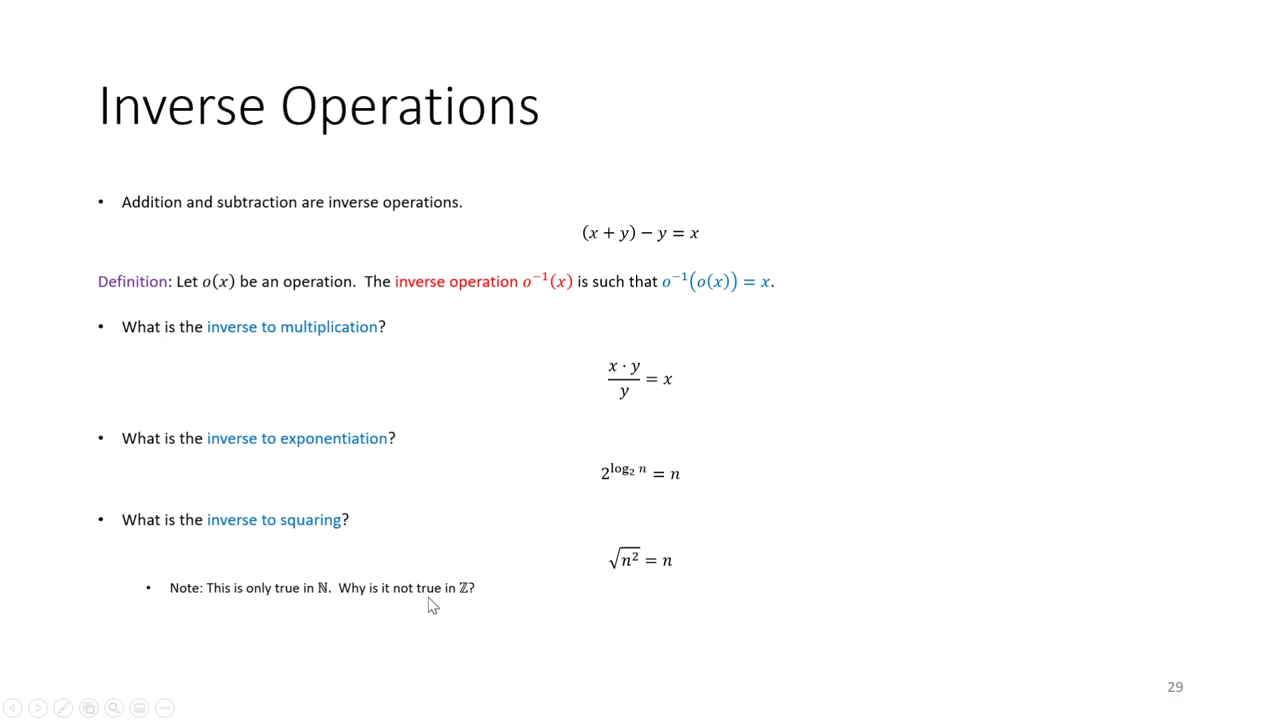 Inverse Operations
• Addition and subtraction are inverse operations.
(x + y) − y = x
Definition: Let o(x) be an operation. The inverse operation o⁻¹(x) is such that o⁻¹(o(x)) = x.
• What is the inverse to multiplication?
x · y
y
= x
• What is the inverse to exponentiation?
2^(log₂ n) = n
• What is the inverse to squaring?
√n² = n
• Note: This is only true in ℕ. Why is it not true in ℤ?
29